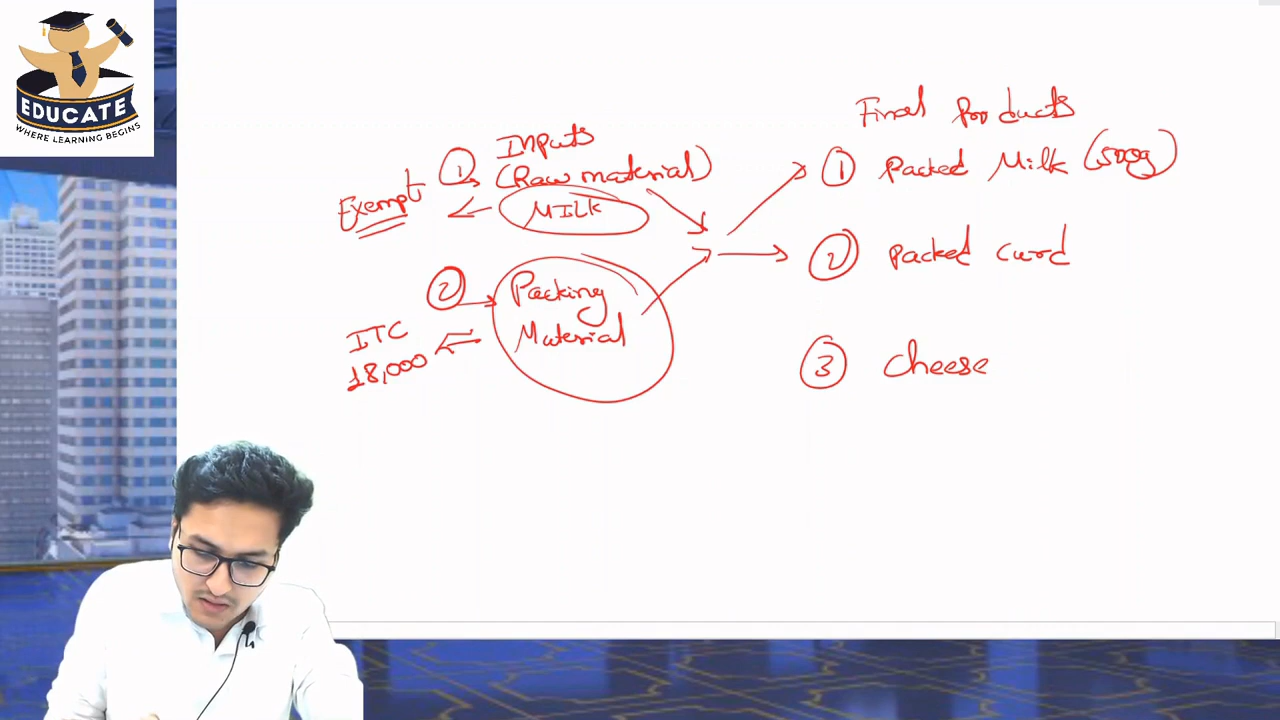 EDUCATE
WHERE LEARNING BEGINS
Final Products
Inputs
① (Raw material)
Exempt
MILK
① Packed Milk (500g)
② Packed curd
② Packing
Material
ITC
18,000
③ Cheese